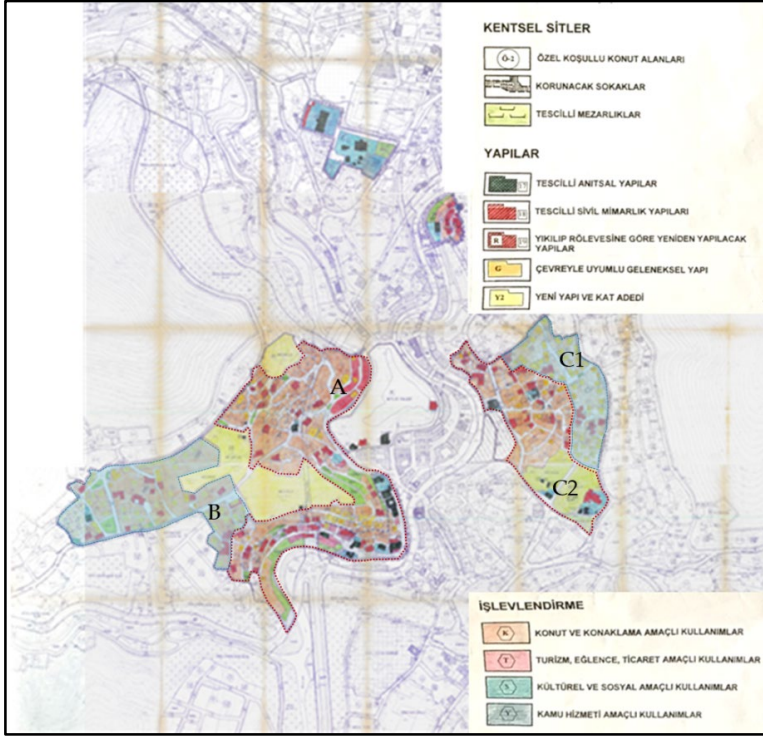 KENTSEL SİTLER
Ö-2 ÖZEL KOŞULLU KONUT ALANLARI
KORUNACAK SOKAKLAR
TESCİLLİ MEZARLIKLAR
YAPILAR
TESCİLLİ ANITSAL YAPILAR
TESCİLLİ SİVİL MİMARLIK YAPILARI
R YIKILIP RÖLEVESİNE GÖRE YENİDEN YAPILACAK
YAPILAR
G ÇEVREYLE UYUMLU GELENEKSEL YAPI
Y2 YENİ YAPI VE KAT ADEDİ
A
B
C1
C2
İŞLEVLENDİRME
K KONUT VE KONAKLAMA AMAÇLI KULLANIMLAR
T TURİZM, EĞLENCE, TİCARET AMAÇLI KULLANIMLAR
S KÜLTÜREL VE SOSYAL AMAÇLI KULLANIMLAR
Y KAMU HİZMETİ AMAÇLI KULLANIMLAR